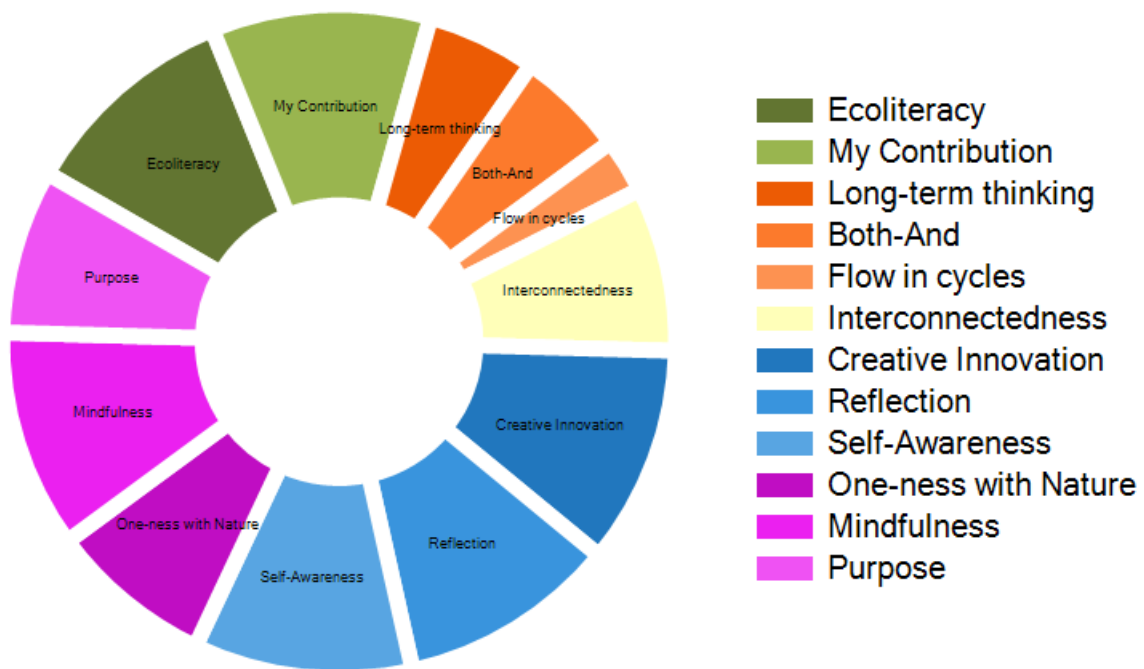 My Contribution
Long-term thinking
Ecoliteracy
Both-And
Flow in cycles
Purpose
Interconnectedness
Mindfulness
Creative Innovation
One-ness with Nature
Reflection
Self-Awareness
Ecoliteracy
My Contribution
Long-term thinking
Both-And
Flow in cycles
Interconnectedness
Creative Innovation
Reflection
Self-Awareness
One-ness with Nature
Mindfulness
Purpose